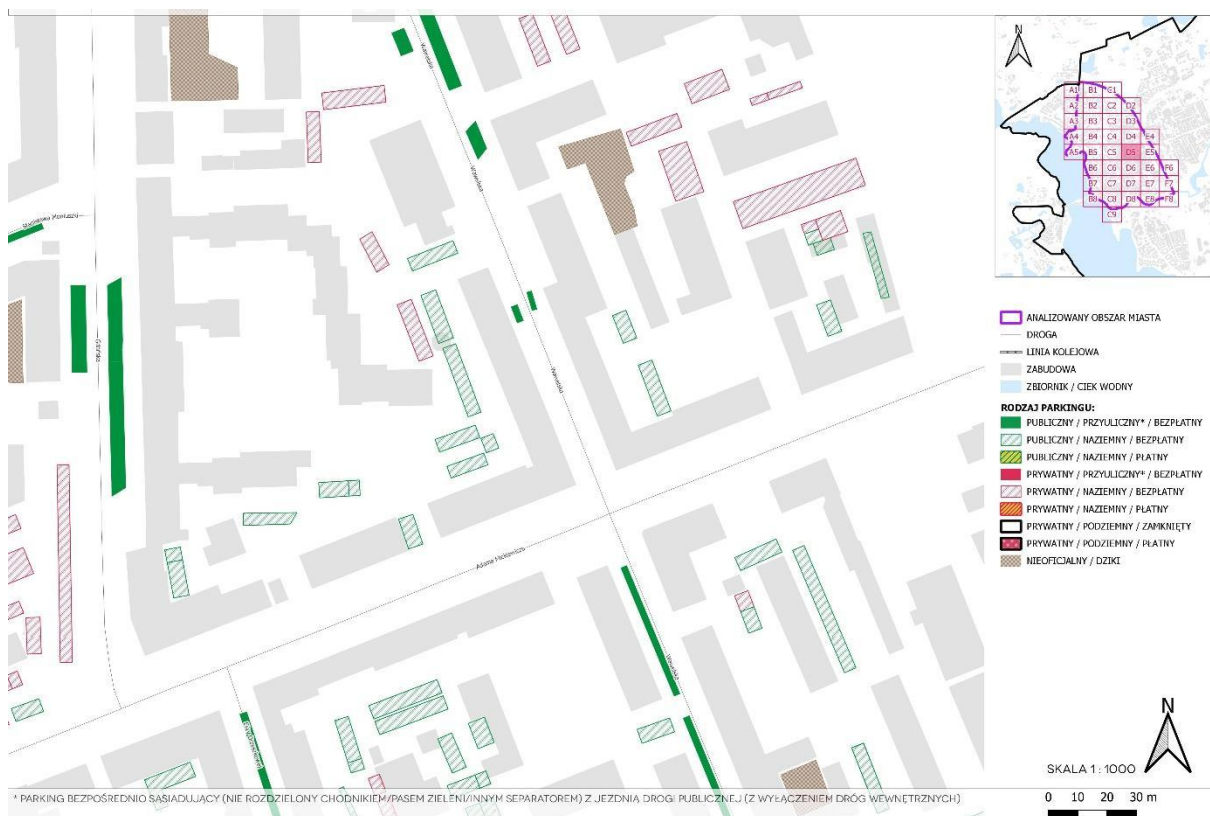 Wawelska
Wawelska
Wawelska
Wawelska
Gdańska
Adama Mickiewicza
N
A1 B1 C1
A2 B2 C2 D2
A3 B3 C3 D3
A4 B4 C4 D4 E4
A5 B5 C5 D5 E5
B6 C6 D6 E6 F6
B7 C7 D7 E7 F7
B8 C8 D8 E8 F8
C9
ANALIZOWANY OBSZAR MIASTA
DROGA
LINIA KOLEJOWA
ZABUDOWA
ZBIORNIK / CIEK WODNY
RODZAJ PARKINGU:
PUBLICZNY / PRZYULICZNY* / BEZPŁATNY
PUBLICZNY / NAZIEMNY / BEZPŁATNY
PUBLICZNY / NAZIEMNY / PŁATNY
PRYWATNY / PRZYULICZNY* / BEZPŁATNY
PRYWATNY / NAZIEMNY / BEZPŁATNY
PRYWATNY / NAZIEMNY / PŁATNY
PRYWATNY / PODZIEMNY / ZAMKNIĘTY
PRYWATNY / PODZIEMNY / PŁATNY
NIEOFICJALNY / DZIKI
N
SKALA 1 : 1000
0 10 20 30 m
* PARKING BEZPOŚREDNIO SĄSIADUJĄCY (NIE ROZDZIELONY CHODNIKIEM/PASEM ZIELENI/INNYM SEPARATOREM) Z JEZDNIĄ DROGI PUBLICZNEJ (Z WYŁĄCZENIEM DRÓG WEWNĘTRZNYCH)